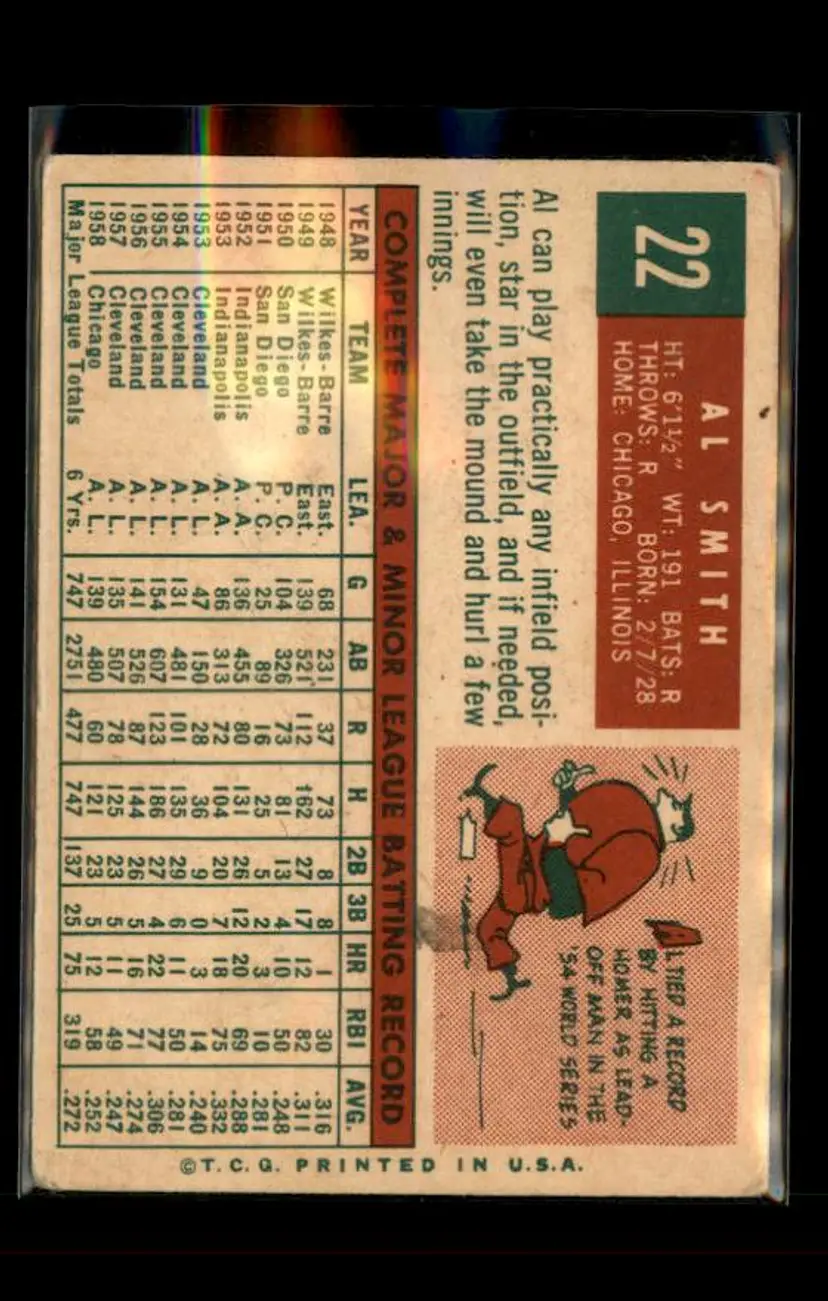 22
AL SMITH
HT: 6'1½" WT: 191 BATS: R
THROWS: R BORN: 2/7/28
HOME: CHICAGO, ILLINOIS
Al can play practically any infield posi-
tion, star in the outfield, and if needed,
will even take the mound and hurl a few
innings.
AL TIED A RECORD
BY HITTING A
HOMER AS LEAD-
OFF MAN IN THE
'54 WORLD SERIES
COMPLETE MAJOR & MINOR LEAGUE BATTING RECORD
YEAR TEAM LEA. G AB R H 2B 3B HR RBI AVG.
1948 Wilkes-Barre East. 68 231 37 73 8 8 1 30 .316
1949 Wilkes-Barre East. 139 521 112 162 27 17 12 82 .311
1950 San Diego P. C. 104 326 73 81 13 4 10 50 .248
1951 San Diego P. C. 25 89 16 25 5 2 3 10 .281
1952 Indianapolis A. A. 136 455 80 131 26 12 20 69 .288
1953 Indianapolis A. A. 86 313 72 104 20 7 18 75 .332
1953 Cleveland A. L. 47 150 28 36 9 0 3 14 .240
1954 Cleveland A. L. 131 481 101 135 29 6 11 50 .281
1955 Cleveland A. L. 154 607 123 186 27 4 22 77 .306
1956 Cleveland A. L. 141 526 87 144 26 5 16 71 .274
1957 Cleveland A. L. 135 507 78 125 23 5 11 49 .247
1958 Chicago A. L. 139 480 60 121 23 5 12 58 .252
Major League Totals 6 Yrs. 747 2751 477 747 137 25 75 319 .272
©T. C. G. PRINTED IN U.S.A.